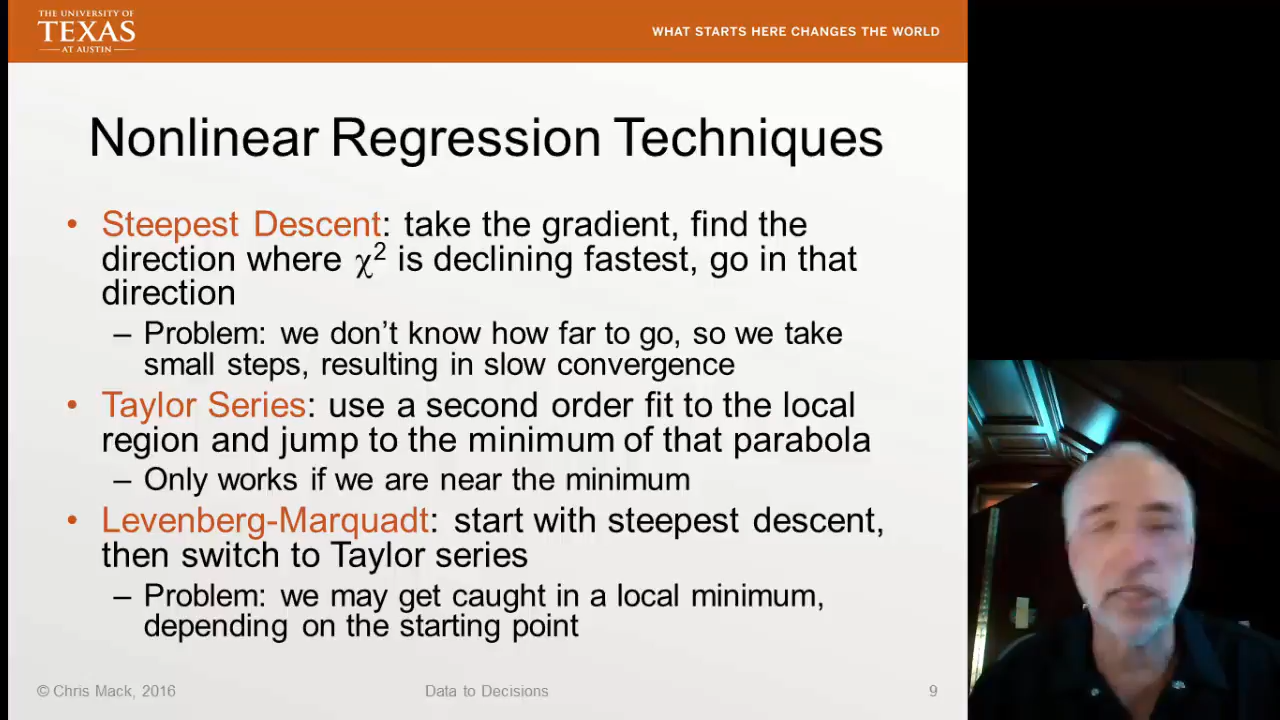 THE UNIVERSITY OF
TEXAS
AT AUSTIN
WHAT STARTS HERE CHANGES THE WORLD
Nonlinear Regression Techniques
• Steepest Descent: take the gradient, find the
direction where χ² is declining fastest, go in that
direction
– Problem: we don't know how far to go, so we take
small steps, resulting in slow convergence
• Taylor Series: use a second order fit to the local
region and jump to the minimum of that parabola
– Only works if we are near the minimum
• Levenberg-Marquadt: start with steepest descent,
then switch to Taylor series
– Problem: we may get caught in a local minimum,
depending on the starting point
© Chris Mack, 2016
Data to Decisions
9